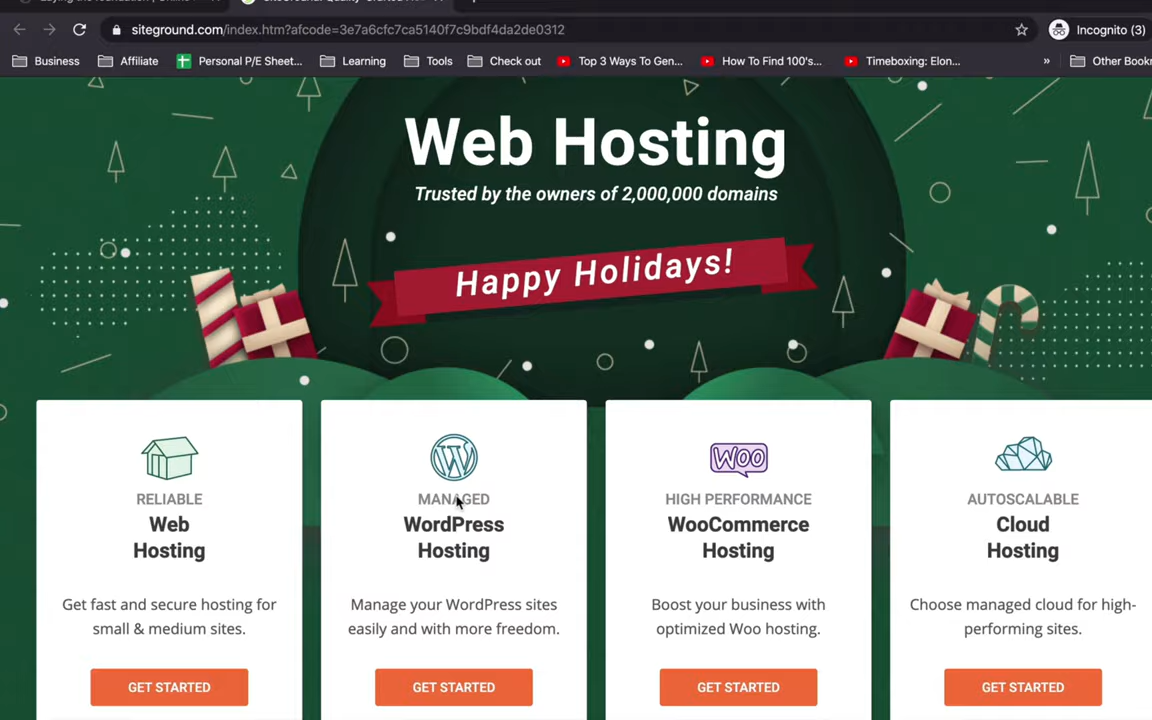 siteground.com/index.htm?afcode=3e7a6cfc7ca5140f7c9bdf4da2de0312
Incognito (3)
Business
Affiliate
Personal P/E Sheet...
Learning
Tools
Check out
Top 3 Ways To Gen...
How To Find 100's...
Timeboxing: Elon...
»
Other Bookm
Web Hosting
Trusted by the owners of 2,000,000 domains
Happy Holidays!
RELIABLE
Web
Hosting
Get fast and secure hosting for
small & medium sites.
GET STARTED
MANAGED
WordPress
Hosting
Manage your WordPress sites
easily and with more freedom.
GET STARTED
WOO
HIGH PERFORMANCE
WooCommerce
Hosting
Boost your business with
optimized Woo hosting.
GET STARTED
AUTOSCALABLE
Cloud
Hosting
Choose managed cloud for high-
performing sites.
GET STARTED